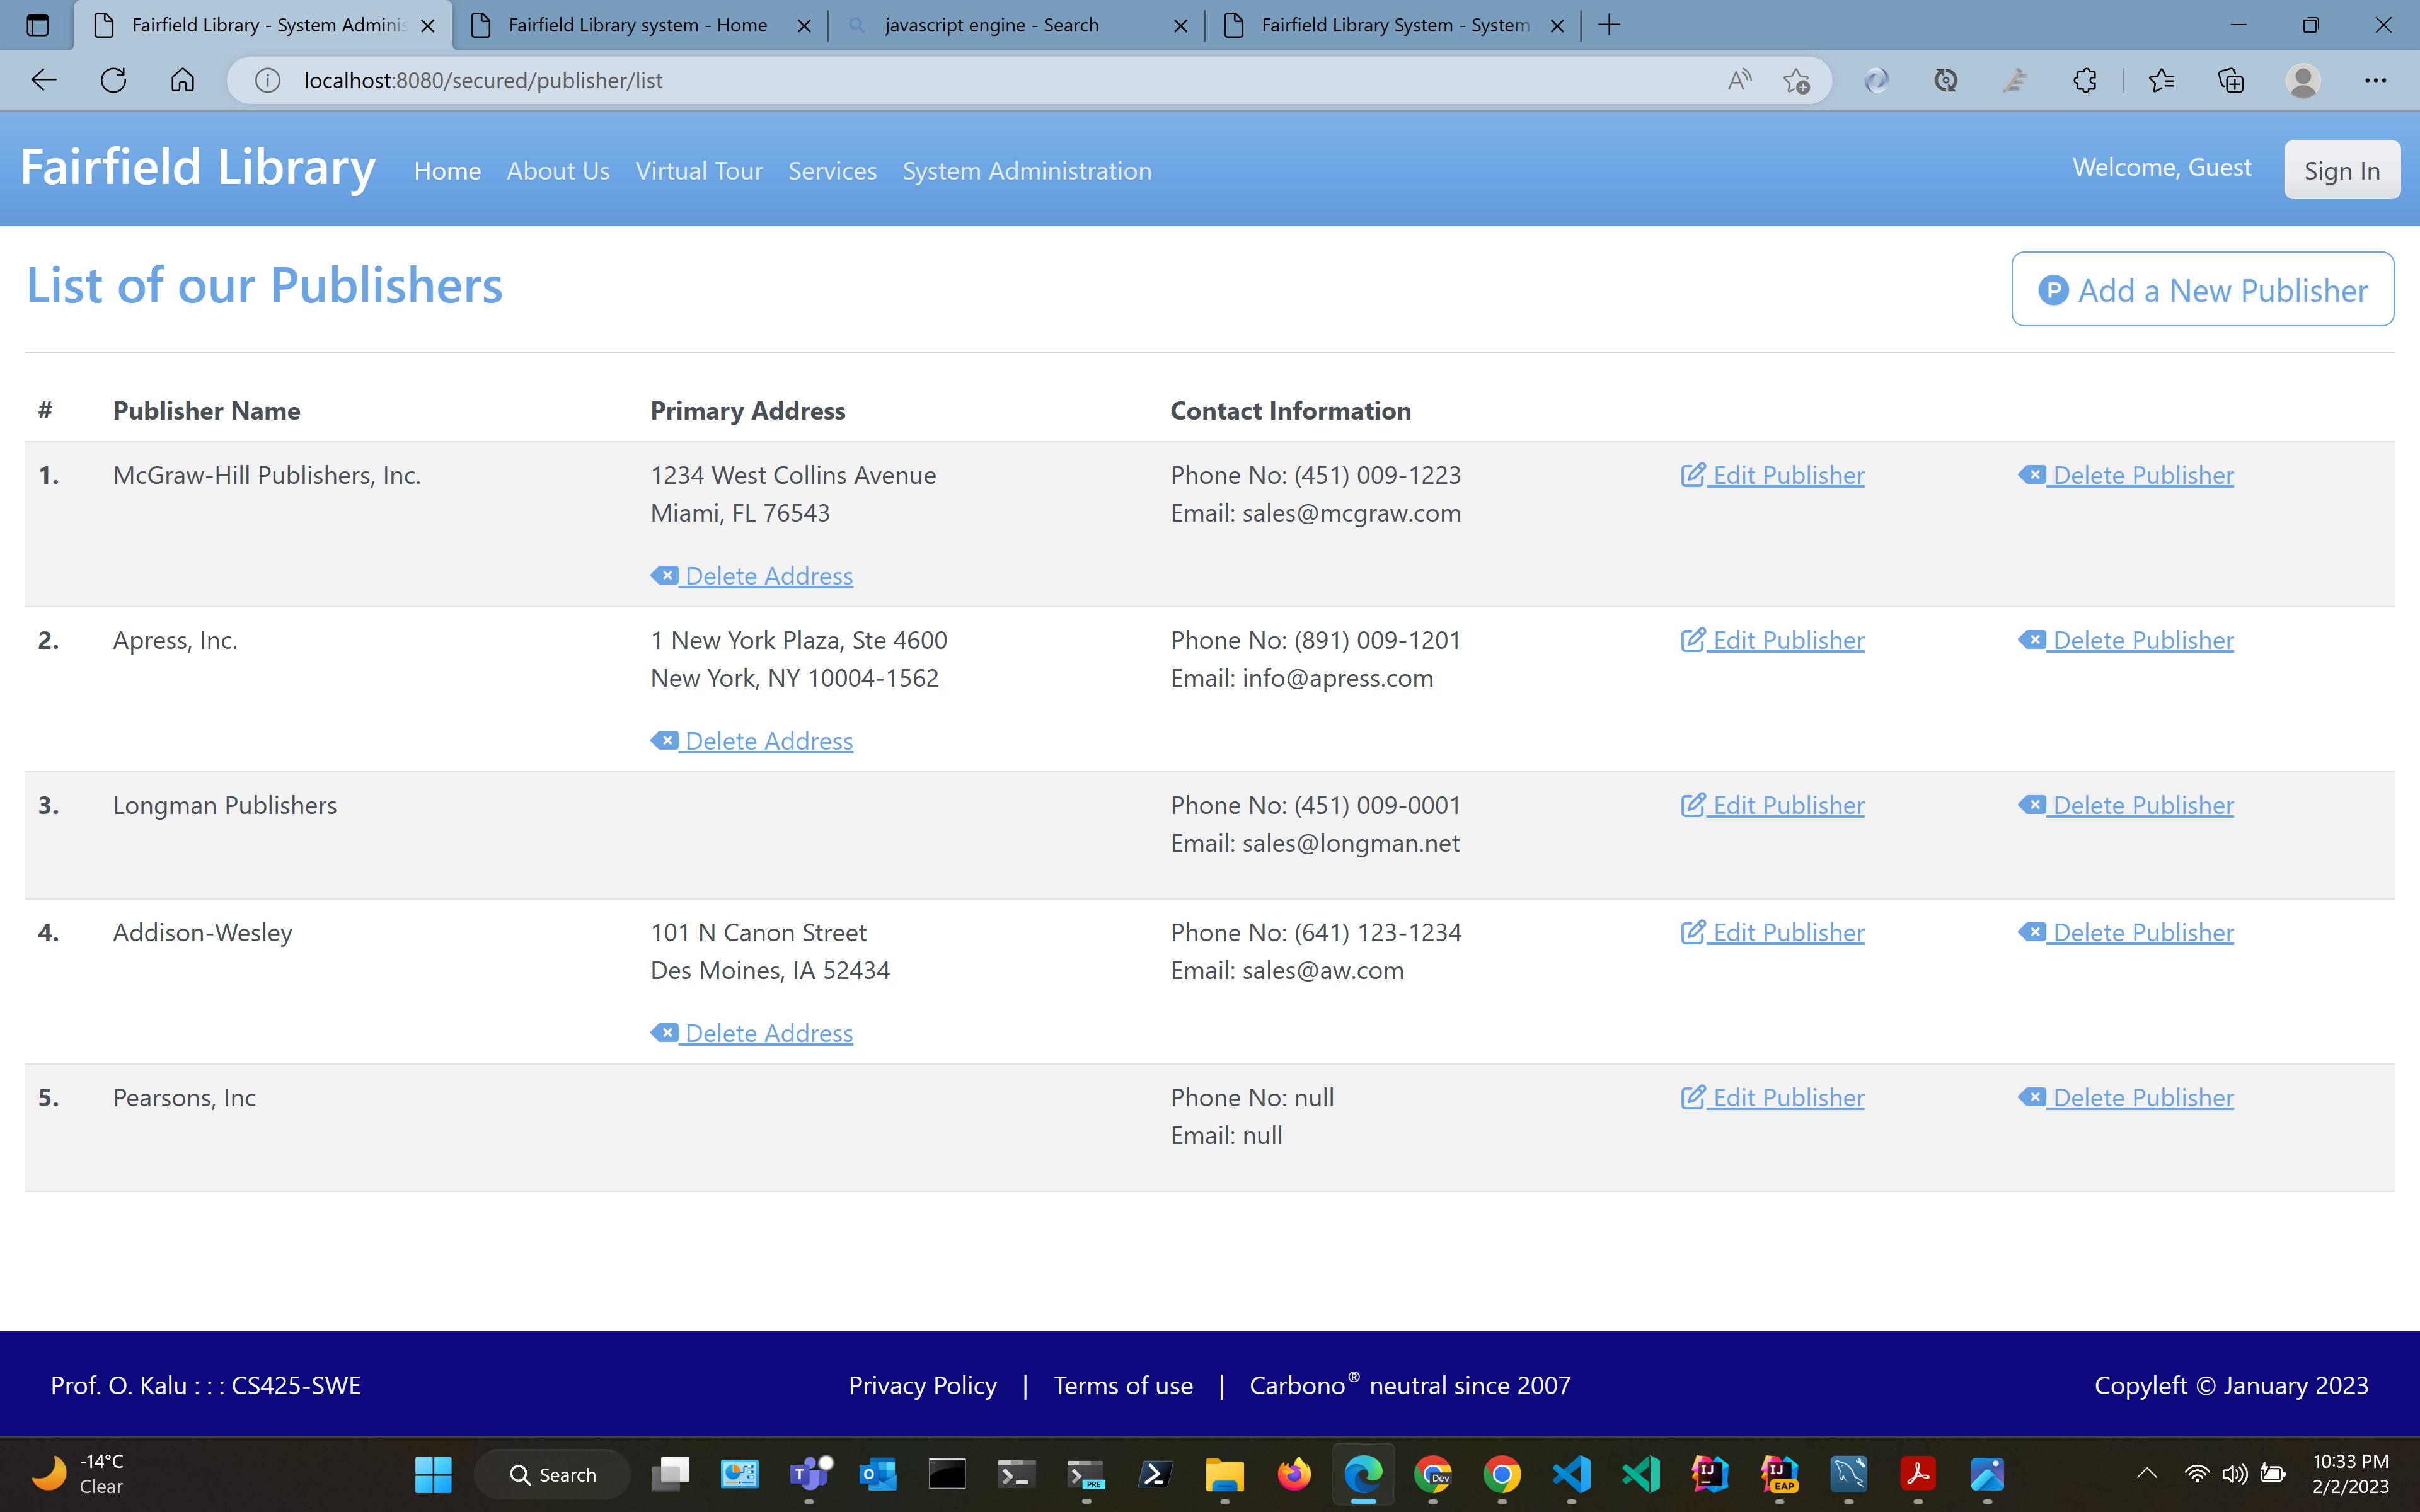 Fairfield Library - System Adminis
Fairfield Library system - Home
javascript engine - Search
Fairfield Library System - System
localhost:8080/secured/publisher/list
Fairfield Library
Home
About Us
Virtual Tour
Services
System Administration
Welcome, Guest
Sign In
List of our Publishers
P Add a New Publisher
# Publisher Name Primary Address Contact Information
1. McGraw-Hill Publishers, Inc. 1234 West Collins Avenue Phone No: (451) 009-1223 Edit Publisher Delete Publisher
Miami, FL 76543 Email: sales@mcgraw.com
Delete Address
2. Apress, Inc. 1 New York Plaza, Ste 4600 Phone No: (891) 009-1201 Edit Publisher Delete Publisher
New York, NY 10004-1562 Email: info@apress.com
Delete Address
3. Longman Publishers Phone No: (451) 009-0001 Edit Publisher Delete Publisher
Email: sales@longman.net
4. Addison-Wesley 101 N Canon Street Phone No: (641) 123-1234 Edit Publisher Delete Publisher
Des Moines, IA 52434 Email: sales@aw.com
Delete Address
5. Pearsons, Inc Phone No: null Edit Publisher Delete Publisher
Email: null
Prof. O. Kalu : : : CS425-SWE
Privacy Policy | Terms of use | Carbono® neutral since 2007
Copyleft © January 2023
-14°C
Clear
Search
PRE
Dev
IJ
IJ
EAP
10:33 PM
2/2/2023